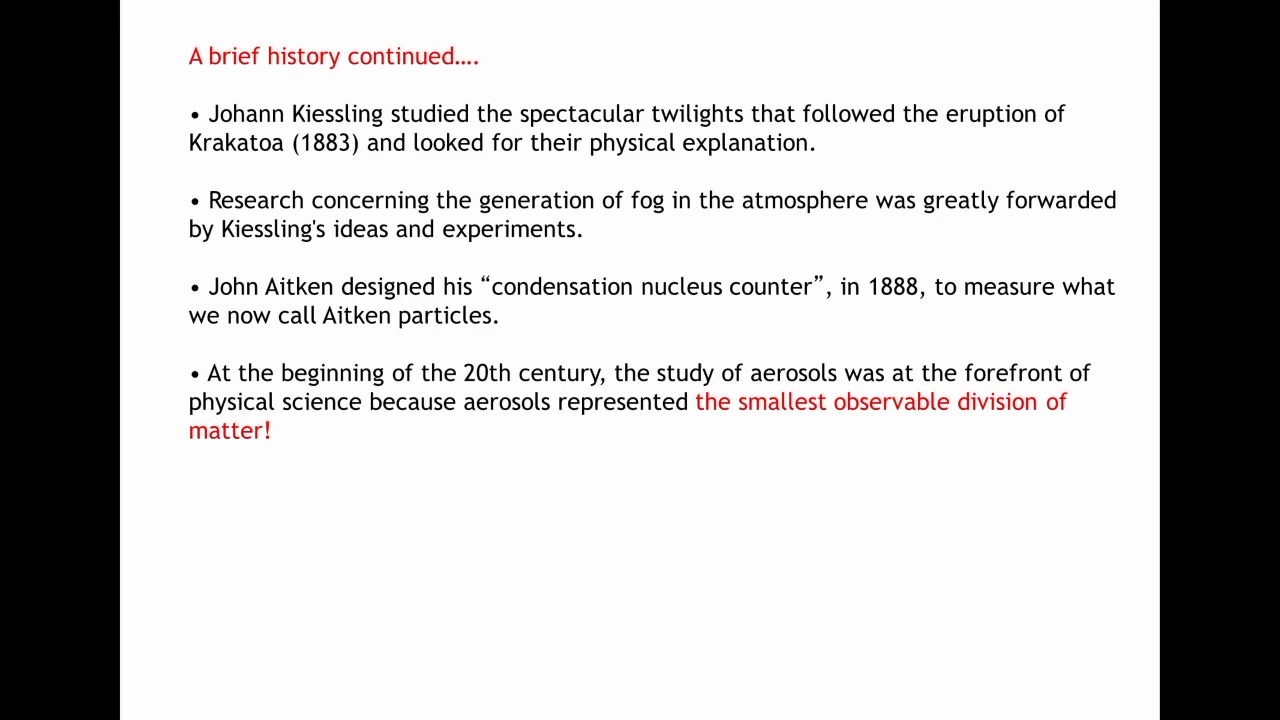 A brief history continued....
• Johann Kiessling studied the spectacular twilights that followed the eruption of
Krakatoa (1883) and looked for their physical explanation.
• Research concerning the generation of fog in the atmosphere was greatly forwarded
by Kiessling's ideas and experiments.
• John Aitken designed his “condensation nucleus counter”, in 1888, to measure what
we now call Aitken particles.
• At the beginning of the 20th century, the study of aerosols was at the forefront of
physical science because aerosols represented the smallest observable division of
matter!